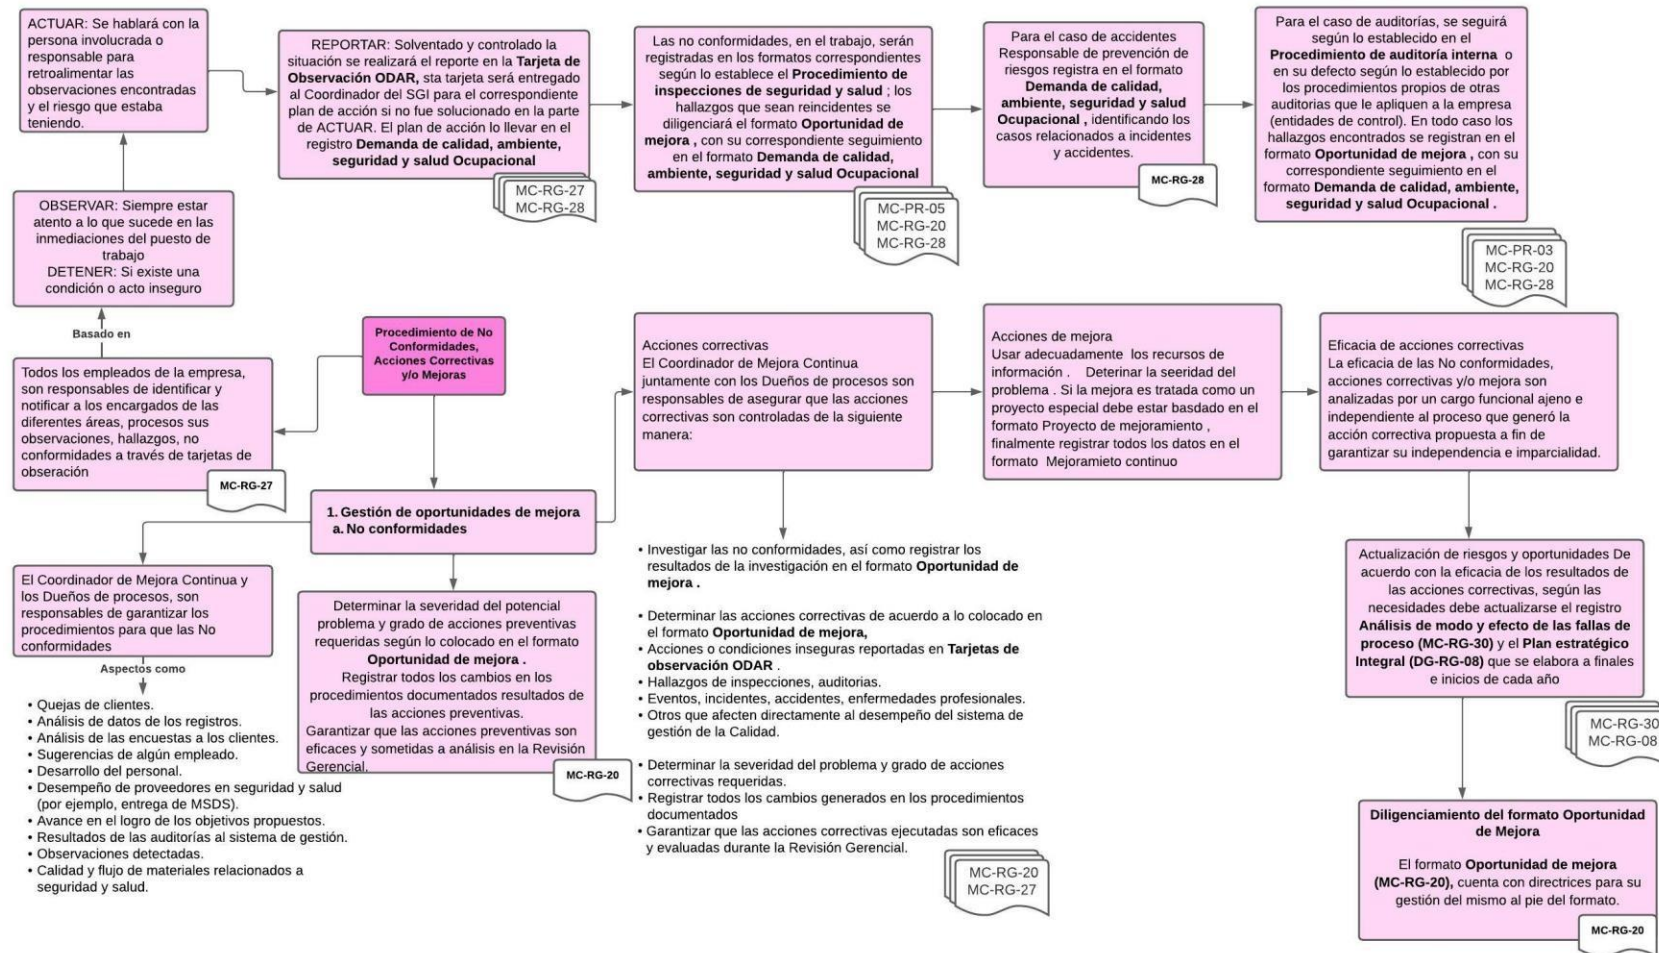 ACTUAR: Se hablará con la
persona involucrada o
responsable para
retroalimentar las
observaciones encontradas
y el riesgo que estaba
teniendo.
REPORTAR: Solventado y controlado la
situación se realizará el reporte en la Tarjeta de
Observación ODAR, sta tarjeta será entregado
al Coordinador del SGI para el correspondiente
plan de acción si no fue solucionado en la parte
de ACTUAR. El plan de acción lo llevar en el
registro Demanda de calidad, ambiente,
seguridad y salud Ocupacional
MC-RG-27
MC-RG-28
Las no conformidades, en el trabajo, serán
registradas en los formatos correspondientes
según lo establece el Procedimiento de
inspecciones de seguridad y salud ; los
hallazgos que sean reincidentes se
diligenciará el formato Oportunidad de
mejora , con su correspondiente seguimiento
en el formato Demanda de calidad,
ambiente, seguridad y salud Ocupacional
MC-PR-05
MC-RG-20
MC-RG-28
Para el caso de accidentes
Responsable de prevención de
riesgos registra en el formato
Demanda de calidad,
ambiente, seguridad y salud
Ocupacional , identificando los
casos relacionados a incidentes
y accidentes.
MC-RG-28
Para el caso de auditorías, se seguirá
según lo establecido en el
Procedimiento de auditoría interna o
en su defecto según lo establecido por
los procedimientos propios de otras
auditorias que le apliquen a la empresa
(entidades de control). En todo caso los
hallazgos encontrados se registran en el
formato Oportunidad de mejora , con su
correspondiente seguimiento en el
formato Demanda de calidad, ambiente,
seguridad y salud Ocupacional .
MC-PR-03
MC-RG-20
MC-RG-28
OBSERVAR: Siempre estar
atento a lo que sucede en las
inmediaciones del puesto de
trabajo
DETENER: Si existe una
condición o acto inseguro
Basado en
Todos los empleados de la empresa,
son responsables de identificar y
notificar a los encargados de las
diferentes áreas, procesos sus
observaciones, hallazgos, no
conformidades a través de tarjetas de
obseración
MC-RG-27
Procedimiento de No
Conformidades,
Acciones Correctivas
y/o Mejoras
1. Gestión de oportunidades de mejora
a. No conformidades
El Coordinador de Mejora Continua y
los Dueños de procesos, son
responsables de garantizar los
procedimientos para que las No
conformidades
Aspectos como
• Quejas de clientes.
• Análisis de datos de los registros.
• Análisis de las encuestas a los clientes.
• Sugerencias de algún empleado.
• Desarrollo del personal.
• Desempeño de proveedores en seguridad y salud
(por ejemplo, entrega de MSDS).
• Avance en el logro de los objetivos propuestos.
• Resultados de las auditorías al sistema de gestión.
• Observaciones detectadas.
• Calidad y flujo de materiales relacionados a
seguridad y salud.
Determinar la severidad del potencial
problema y grado de acciones preventivas
requeridas según lo colocado en el formato
Oportunidad de mejora .
Registrar todos los cambios en los
procedimientos documentados resultados de
las acciones preventivas.
Garantizar que las acciones preventivas son
eficaces y sometidas a análisis en la Revisión
Gerencial.
MC-RG-20
Acciones correctivas
El Coordinador de Mejora Continua
juntamente con los Dueños de procesos son
responsables de asegurar que las acciones
correctivas son controladas de la siguiente
manera:
• Investigar las no conformidades, así como registrar los
resultados de la investigación en el formato Oportunidad de
mejora .
• Determinar las acciones correctivas de acuerdo a lo colocado en
el formato Oportunidad de mejora,
• Acciones o condiciones inseguras reportadas en Tarjetas de
observación ODAR .
• Hallazgos de inspecciones, auditorias.
• Eventos, incidentes, accidentes, enfermedades profesionales.
• Otros que afecten directamente al desempeño del sistema de
gestión de la Calidad.
• Determinar la severidad del problema y grado de acciones
correctivas requeridas.
• Registrar todos los cambios generados en los procedimientos
documentados
• Garantizar que las acciones correctivas ejecutadas son eficaces
y evaluadas durante la Revisión Gerencial.
MC-RG-20
MC-RG-27
Acciones de mejora
Usar adecuadamente los recursos de
información . Deterinar la seeridad del
problema . Si la mejora es tratada como un
proyecto especial debe estar basdado en el
formato Proyecto de mejoramiento ,
finalmente registrar todos los datos en el
formato Mejoramieto continuo
Eficacia de acciones correctivas
La eficacia de las No conformidades,
acciones correctivas y/o mejora son
analizadas por un cargo funcional ajeno e
independiente al proceso que generó la
acción correctiva propuesta a fin de
garantizar su independencia e imparcialidad.
Actualización de riesgos y oportunidades De
acuerdo con la eficacia de los resultados de
las acciones correctivas, según las
necesidades debe actualizarse el registro
Análisis de modo y efecto de las fallas de
proceso (MC-RG-30) y el Plan estratégico
Integral (DG-RG-08) que se elabora a finales
e inicios de cada año
MC-RG-30
MC-RG-08
Diligenciamiento del formato Oportunidad
de Mejora
El formato Oportunidad de mejora
(MC-RG-20), cuenta con directrices para su
gestión del mismo al pie del formato.
MC-RG-20